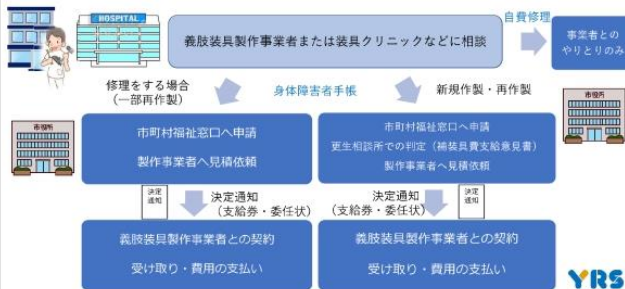 HOSPITAL
義肢装具製作事業者または装具クリニックなどに相談
自費修理
事業者との
やりとりのみ
修理をする場合
(一部再作製)
身体障害者手帳
新規作製・再作製
市役所
市町村福祉窓口へ申請
製作事業者へ見積依頼
市町村福祉窓口へ申請
更生相談所での判定(補装具費支給意見書)
製作事業者へ見積依頼
市役所
決定
通知
決定通知
(支給券・委任状)
決定通知
(支給券・委任状)
決定
通知
義肢装具製作事業者との契約
受け取り・費用の支払い
義肢装具製作事業者との契約
受け取り・費用の支払い
YRS